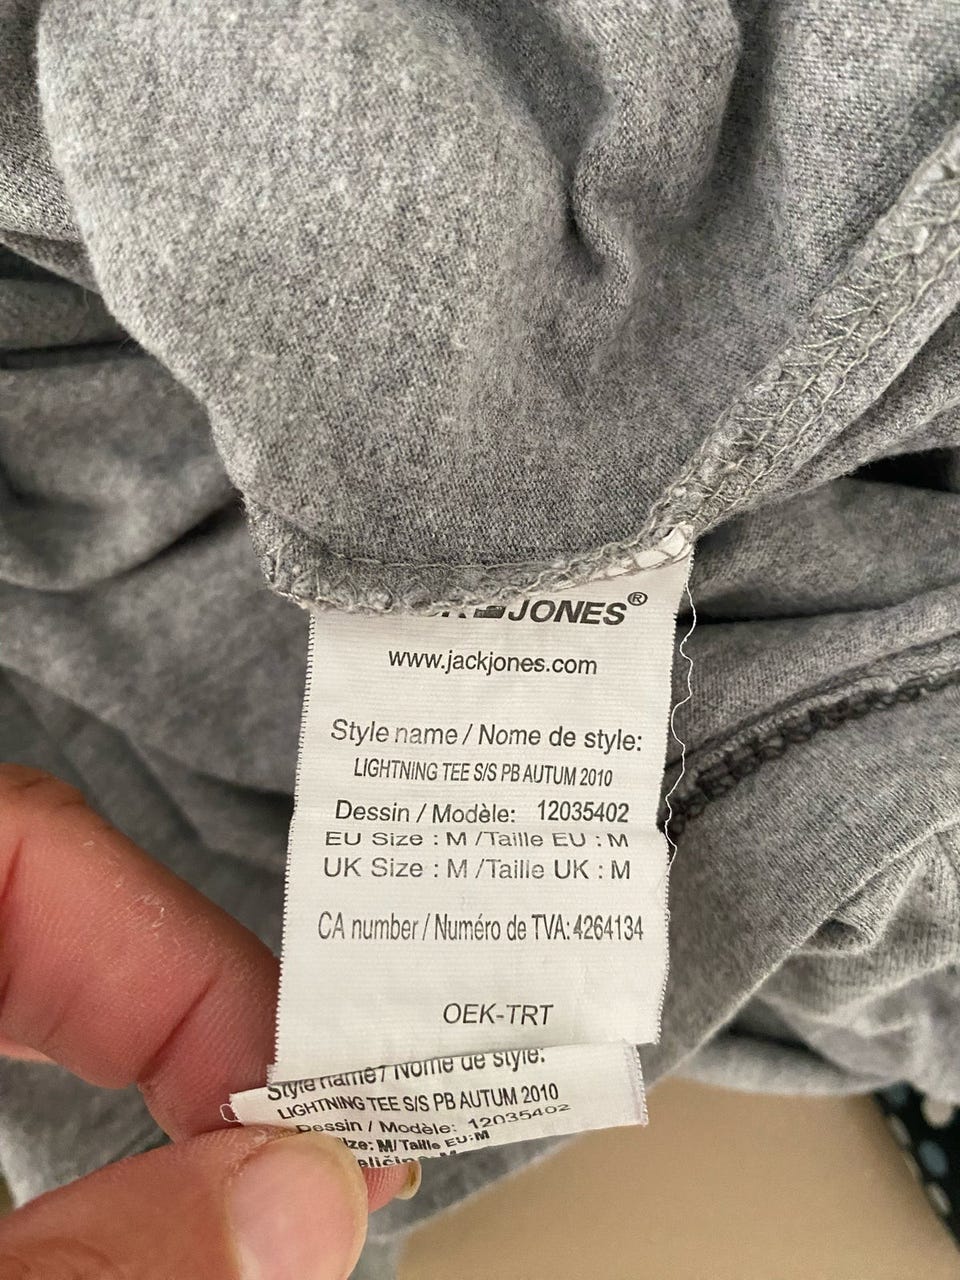 JONES®
www.jackjones.com
Style name / Nome de style:
LIGHTNING TEE S/S PB AUTUM 2010
Dessin / Modèle: 12035402
EU Size : M /Taille EU : M
UK Size : M /Taille UK : M
CA number / Numéro de TVA: 4264134
OEK-TRT
Style name / Nome de style:
LIGHTNING TEE S/S PB AUTUM 2010
Dessin / Modèle: 12035402
ize: M/Taille EU:M